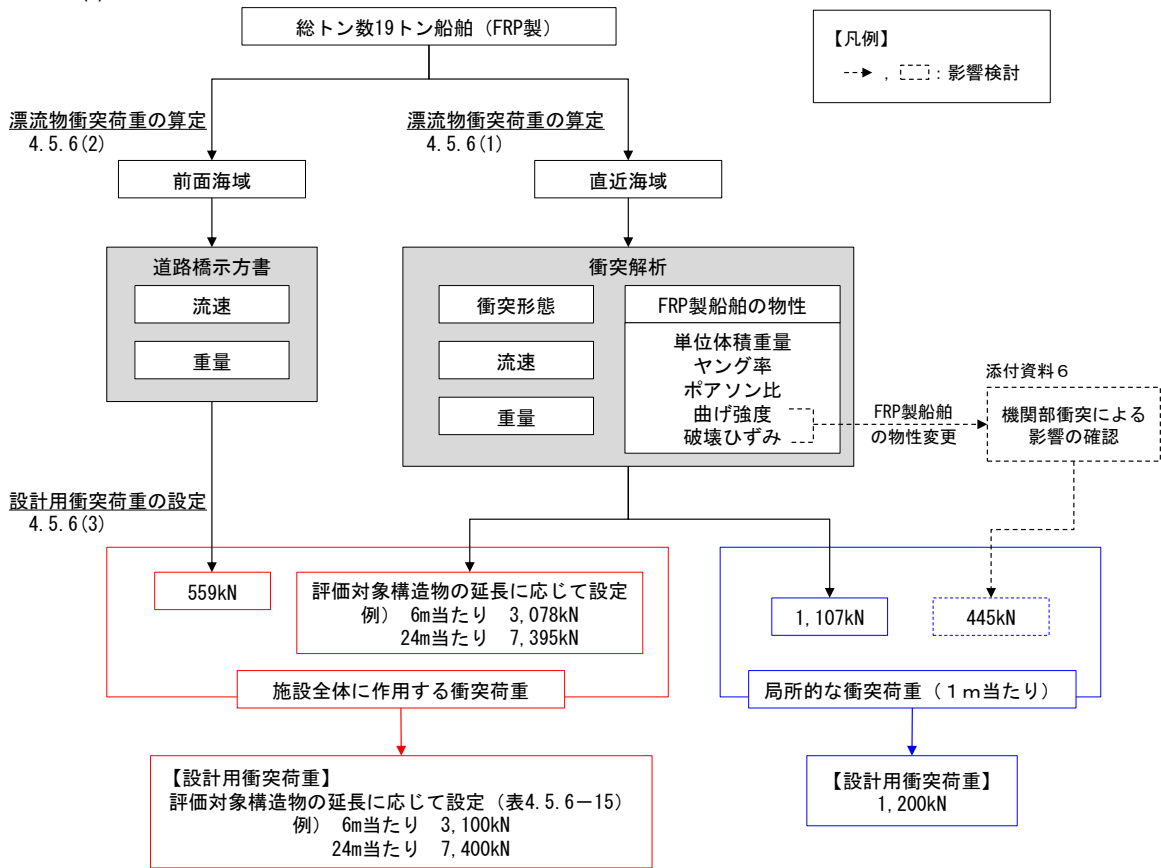 総トン数19トン船舶（FRP製）
【凡例】
，　：影響検討
漂流物衝突荷重の算定
4.5.6(2)
漂流物衝突荷重の算定
4.5.6(1)
前面海域
直近海域
道路橋示方書
流速
重量
衝突解析
衝突形態
流速
重量
FRP製船舶の物性
単位体積重量
ヤング率
ポアソン比
曲げ強度
破壊ひずみ
FRP製船舶
の物性変更
添付資料６
機関部衝突による
影響の確認
設計用衝突荷重の設定
4.5.6(3)
559kN
評価対象構造物の延長に応じて設定
例）　6m当たり　3,078kN
24m当たり　7,395kN
施設全体に作用する衝突荷重
1,107kN
445kN
局所的な衝突荷重（１ｍ当たり）
【設計用衝突荷重】
評価対象構造物の延長に応じて設定（表4.5.6－15）
例）　6m当たり　3,100kN
24m当たり　7,400kN
【設計用衝突荷重】
1,200kN